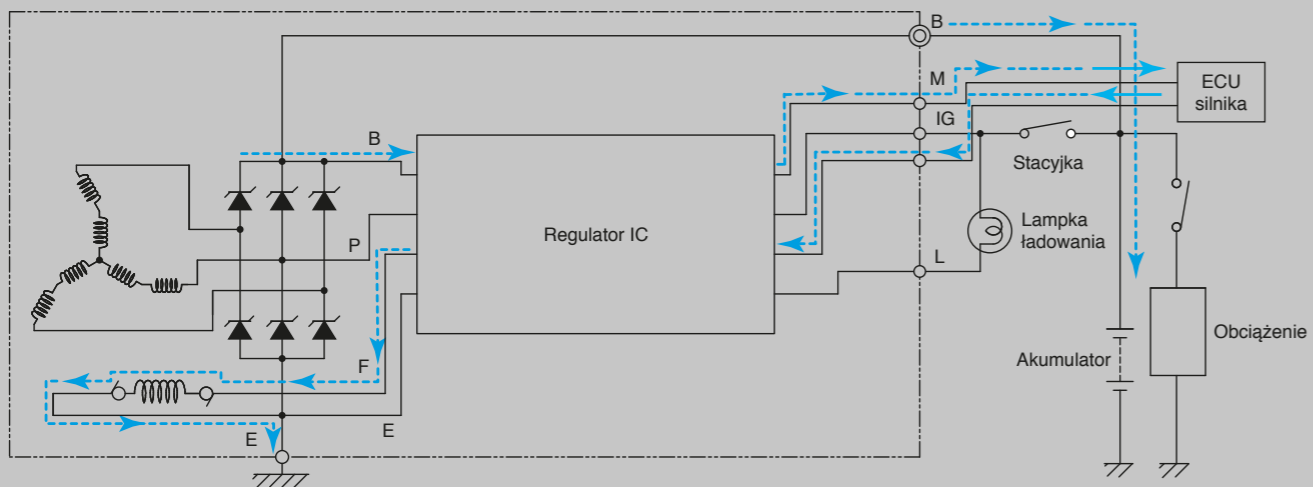 B
M
ECU
silnika
IG
B
Stacyjka
Lampka
ładowania
P
Regulator IC
L
Obciążenie
Akumulator
F
E
E